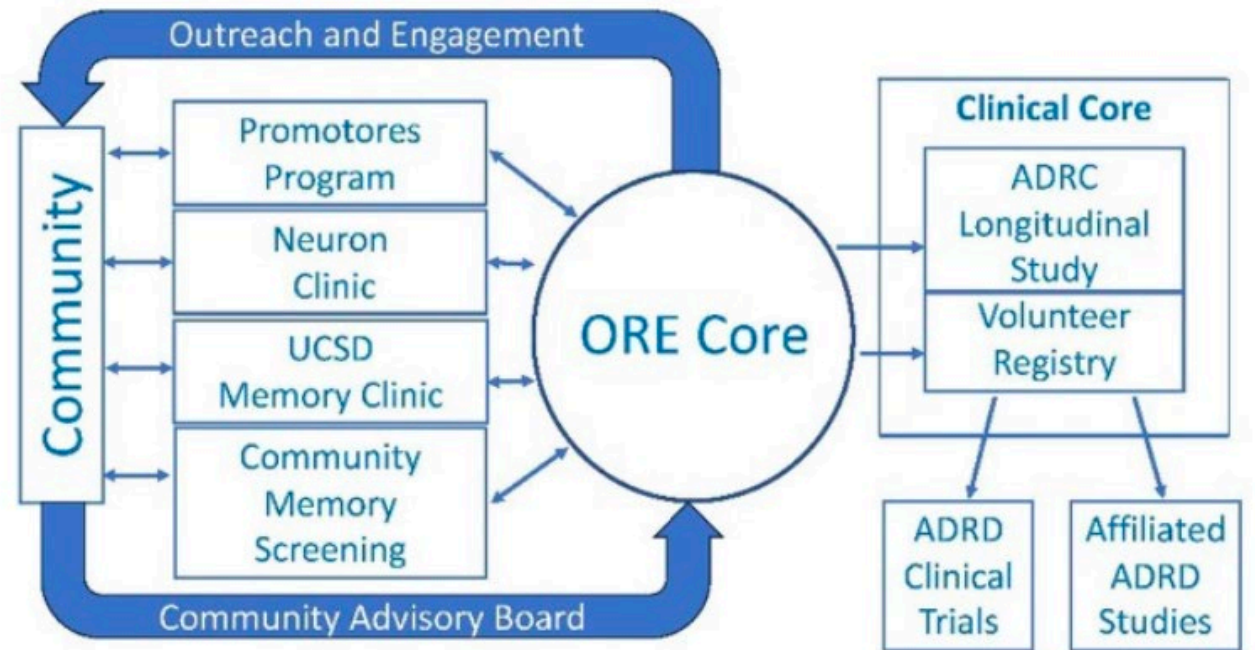 Outreach and Engagement
Community
Promotores
Program
Neuron
Clinic
UCSD
Memory Clinic
Community
Memory
Screening
Community Advisory Board
ORE Core
Clinical Core
ADRC
Longitudinal
Study
Volunteer
Registry
ADRD
Clinical
Trials
Affiliated
ADRD
Studies